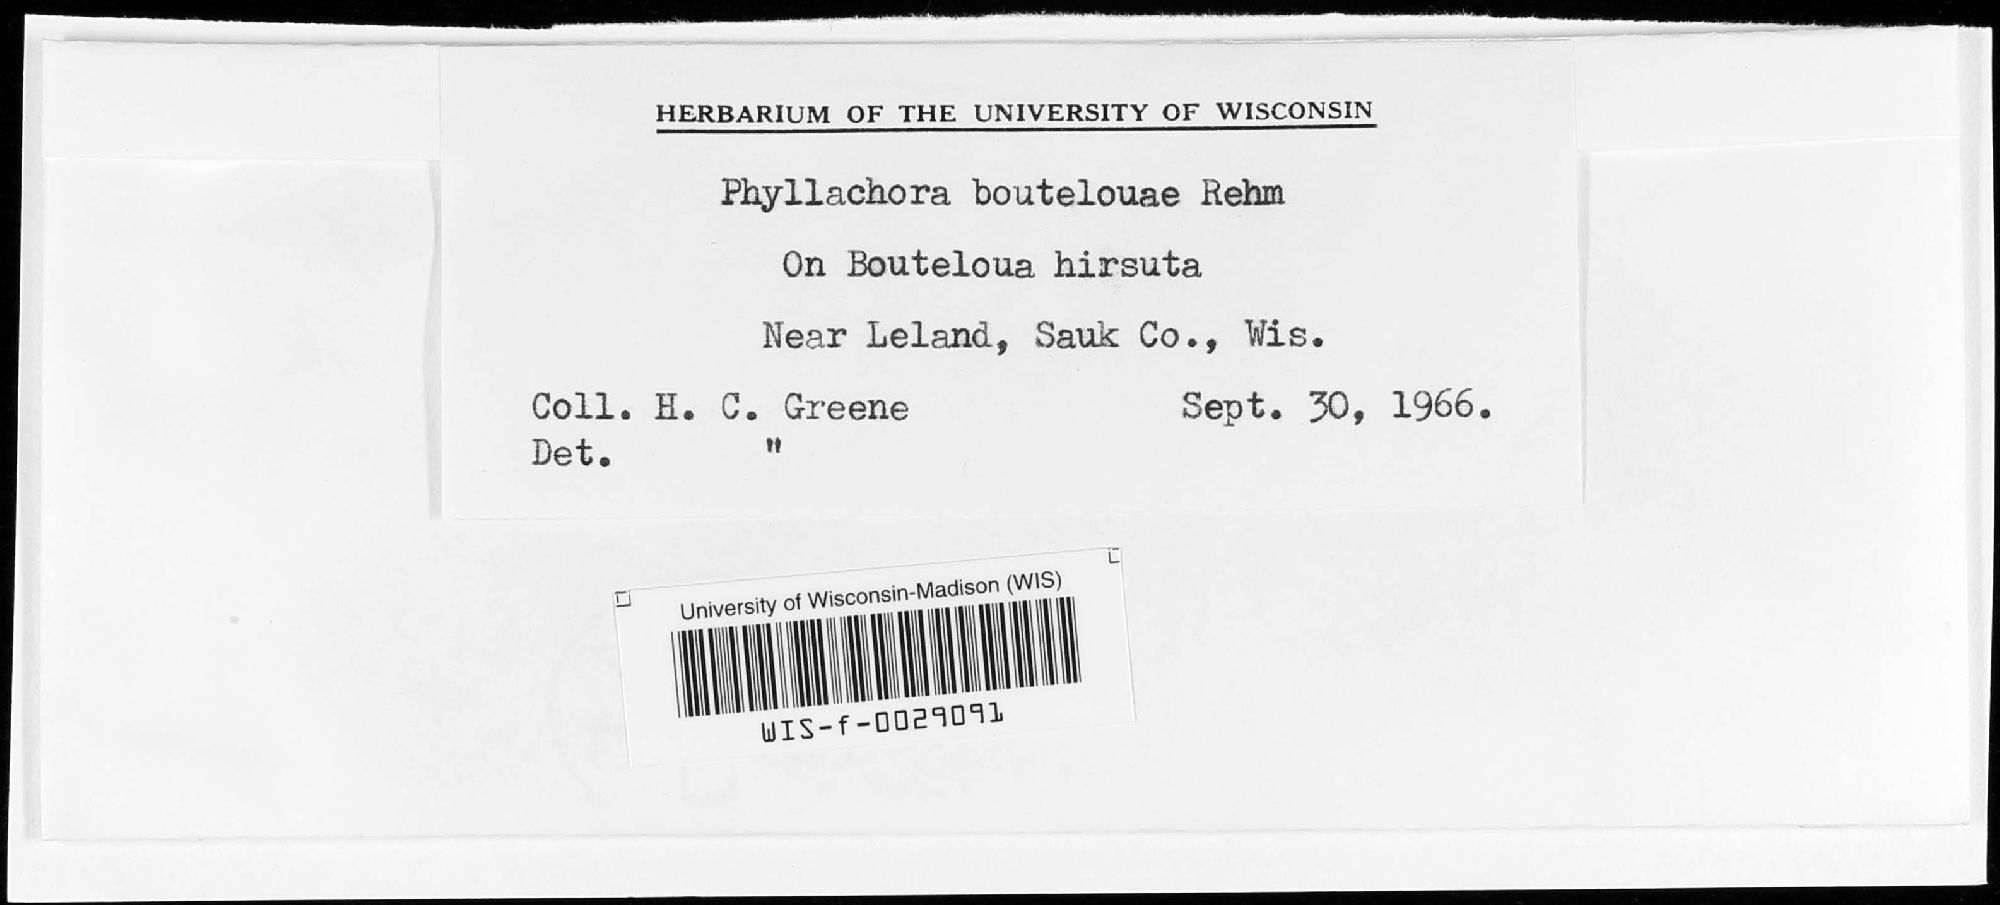 HERBARIUM OF THE UNIVERSITY OF WISCONSIN
Phyllachora boutelouae Rehm
On Bouteloua hirsuta
Near Leland, Sauk Co., Wis.
Coll. H. C. Greene Sept. 30, 1966.
Det. "
University of Wisconsin-Madison (WIS)
WIS-f-0029091